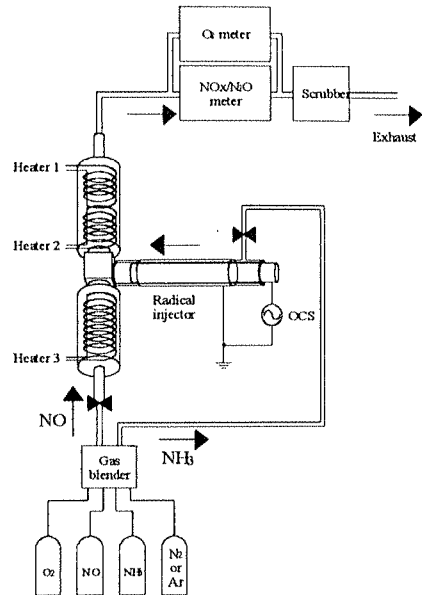 O₂ meter
NOx/N₂O
meter
Scrubber
Exhaust
Heater 1
Heater 2
Radical
injector
OCS
Heater 3
NO
NH₃
Gas
blender
O₂
NO
NH₃
N₂
or
Ar